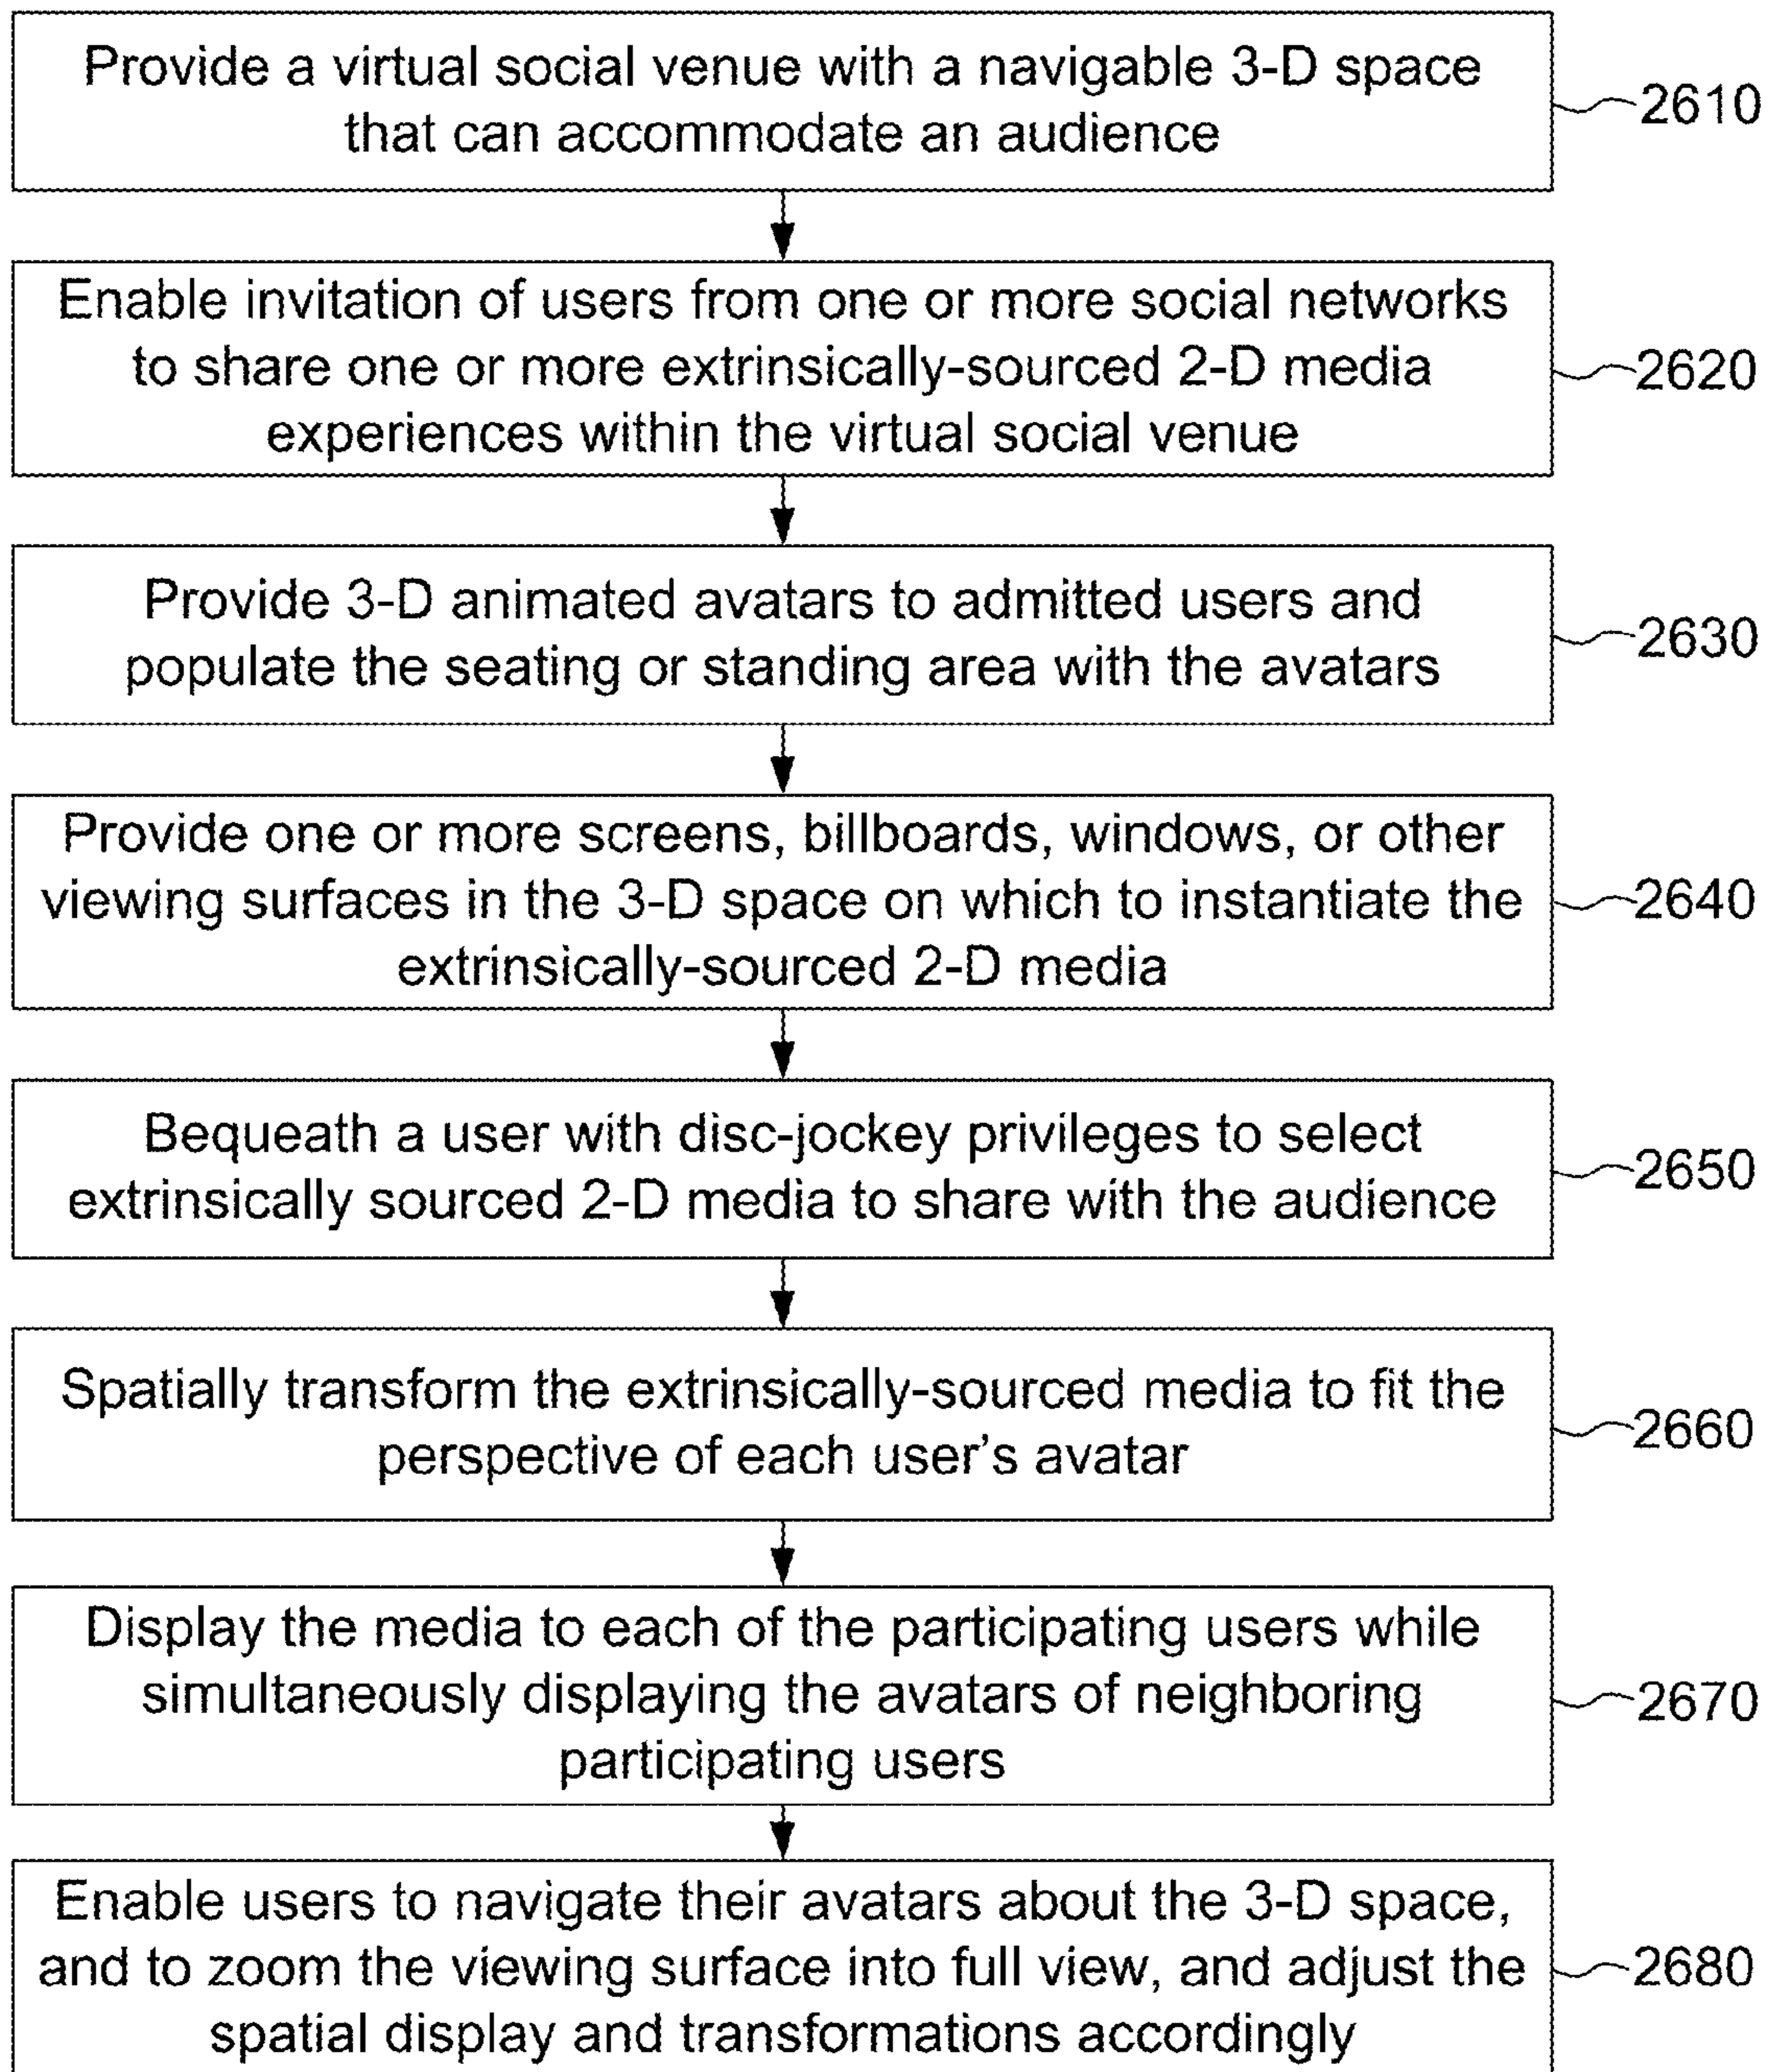 Provide a virtual social venue with a navigable 3-D space
that can accommodate an audience
2610
Enable invitation of users from one or more social networks
to share one or more extrinsically-sourced 2-D media
experiences within the virtual social venue
2620
Provide 3-D animated avatars to admitted users and
populate the seating or standing area with the avatars
2630
Provide one or more screens, billboards, windows, or other
viewing surfaces in the 3-D space on which to instantiate the
extrinsically-sourced 2-D media
2640
Bequeath a user with disc-jockey privileges to select
extrinsically sourced 2-D media to share with the audience
2650
Spatially transform the extrinsically-sourced media to fit the
perspective of each user's avatar
2660
Display the media to each of the participating users while
simultaneously displaying the avatars of neighboring
participating users
2670
Enable users to navigate their avatars about the 3-D space,
and to zoom the viewing surface into full view, and adjust the
spatial display and transformations accordingly
2680